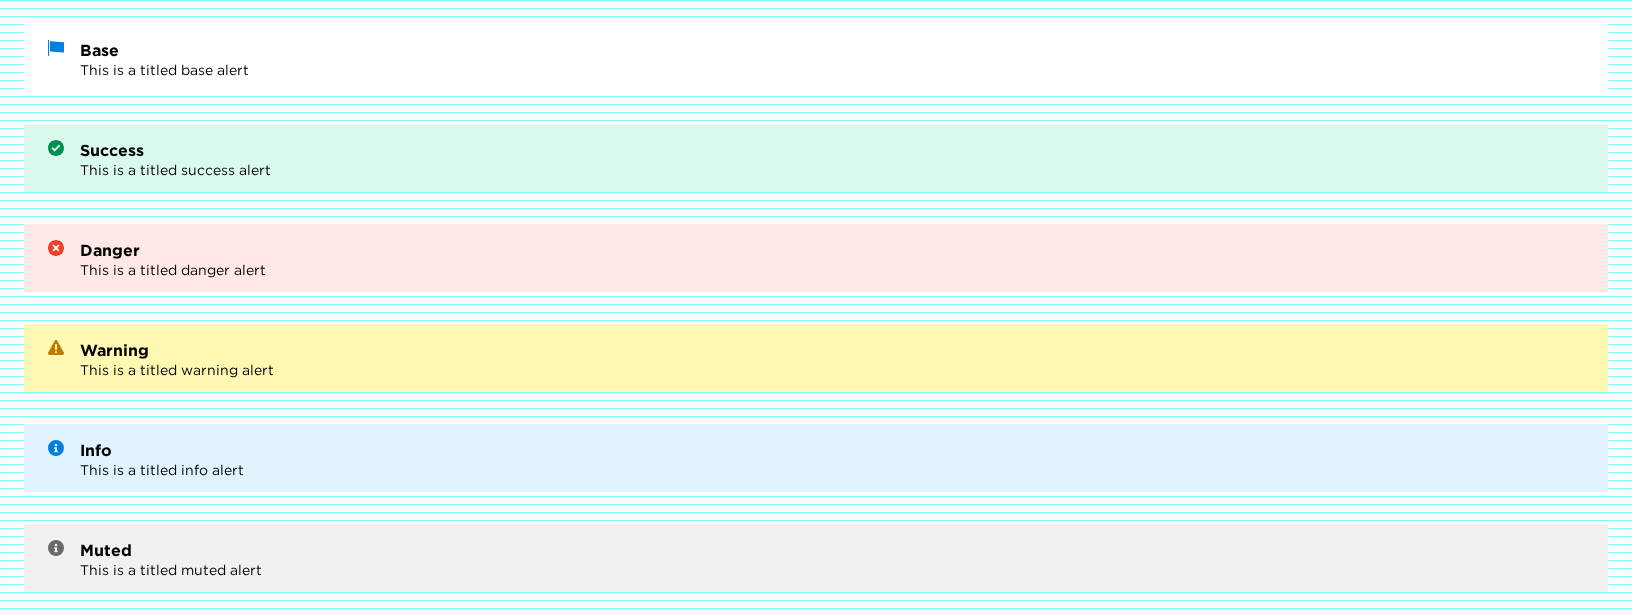 Base
This is a titled base alert
Success
This is a titled success alert
Danger
This is a titled danger alert
Warning
This is a titled warning alert
Info
This is a titled info alert
Muted
This is a titled muted alert